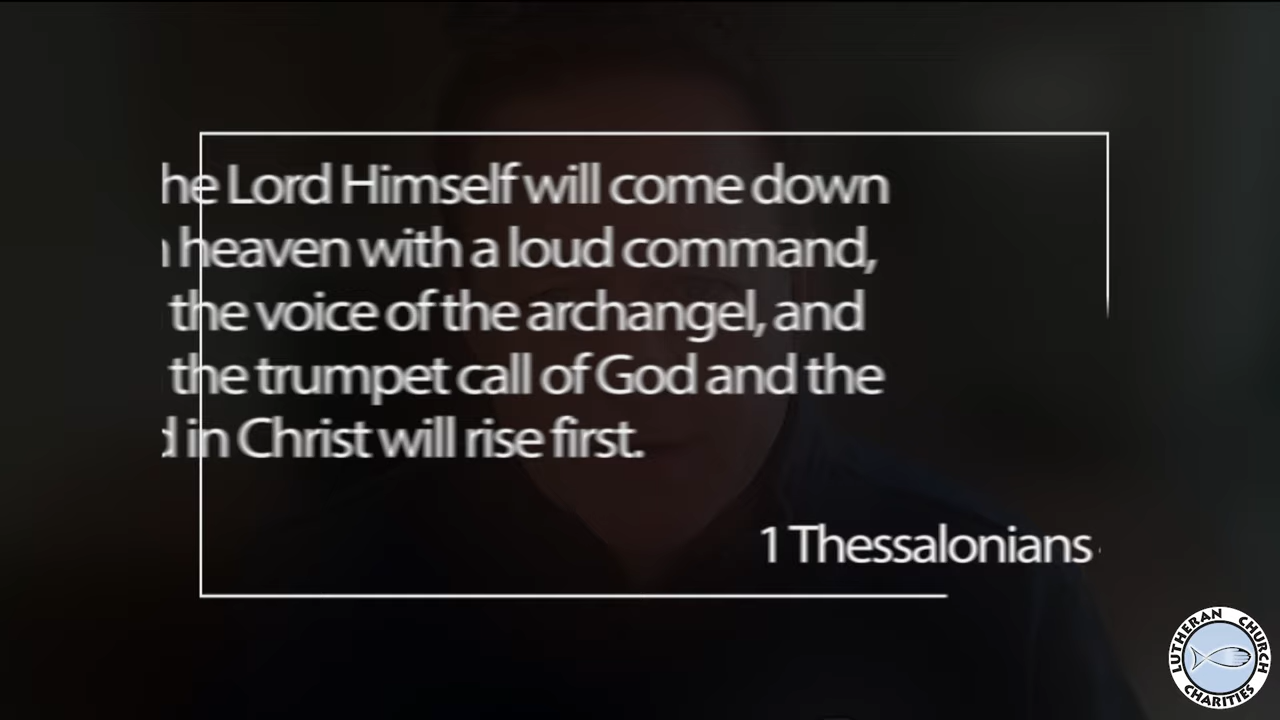 he Lord Himself will come down
heaven with a loud command,
the voice of the archangel, and
the trumpet call of God and the
d in Christ will rise first.
1 Thessalonians
LUTHERAN CHURCH
CHARITIES